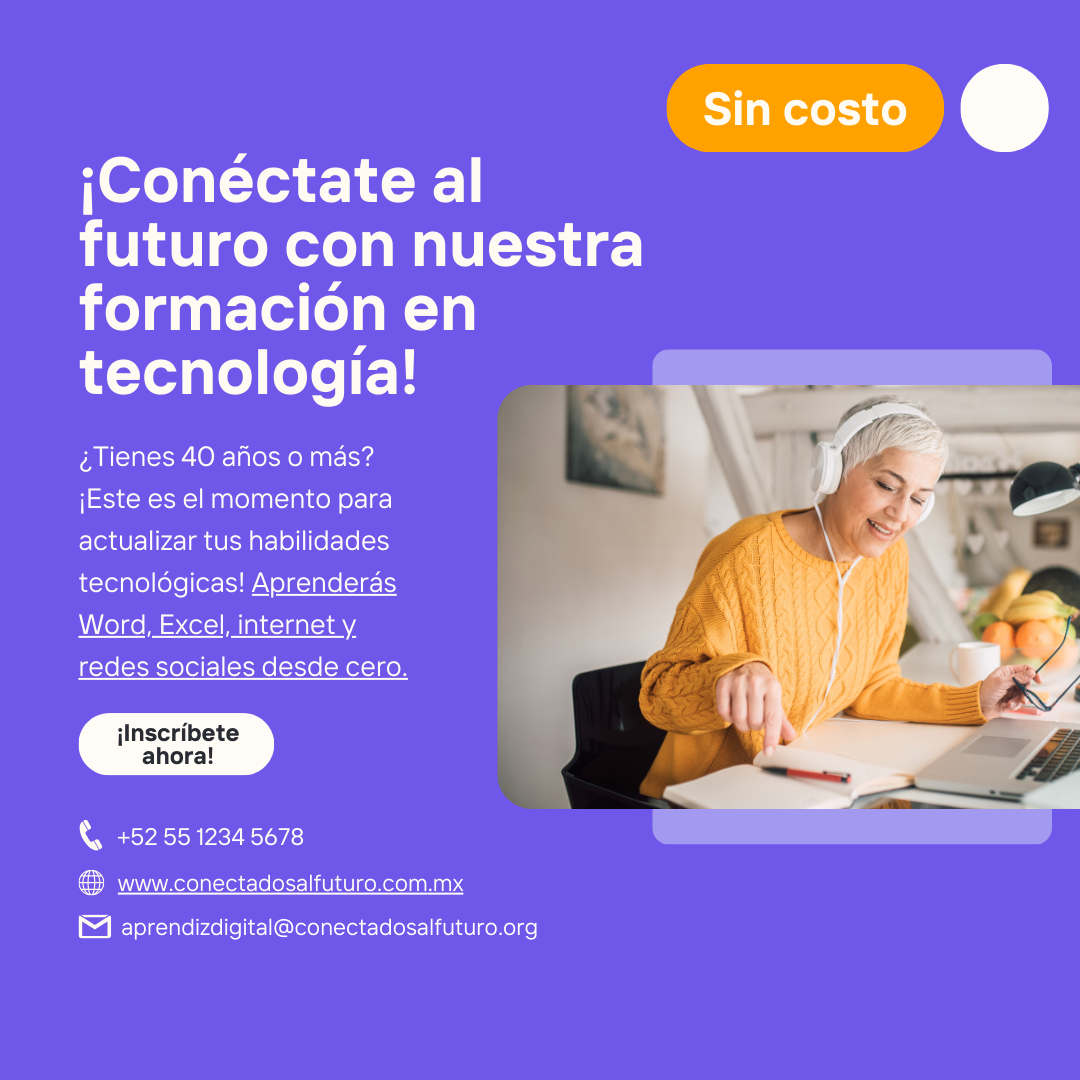 Sin costo
¡Conéctate al
futuro con nuestra
formación en
tecnología!
¿Tienes 40 años o más?
¡Este es el momento para
actualizar tus habilidades
tecnológicas! Aprenderás
Word, Excel, internet y
redes sociales desde cero.
¡Inscríbete
ahora!
+52 55 1234 5678
www.conectadosalfuturo.com.mx
aprendizdigital@conectadosalfuturo.org